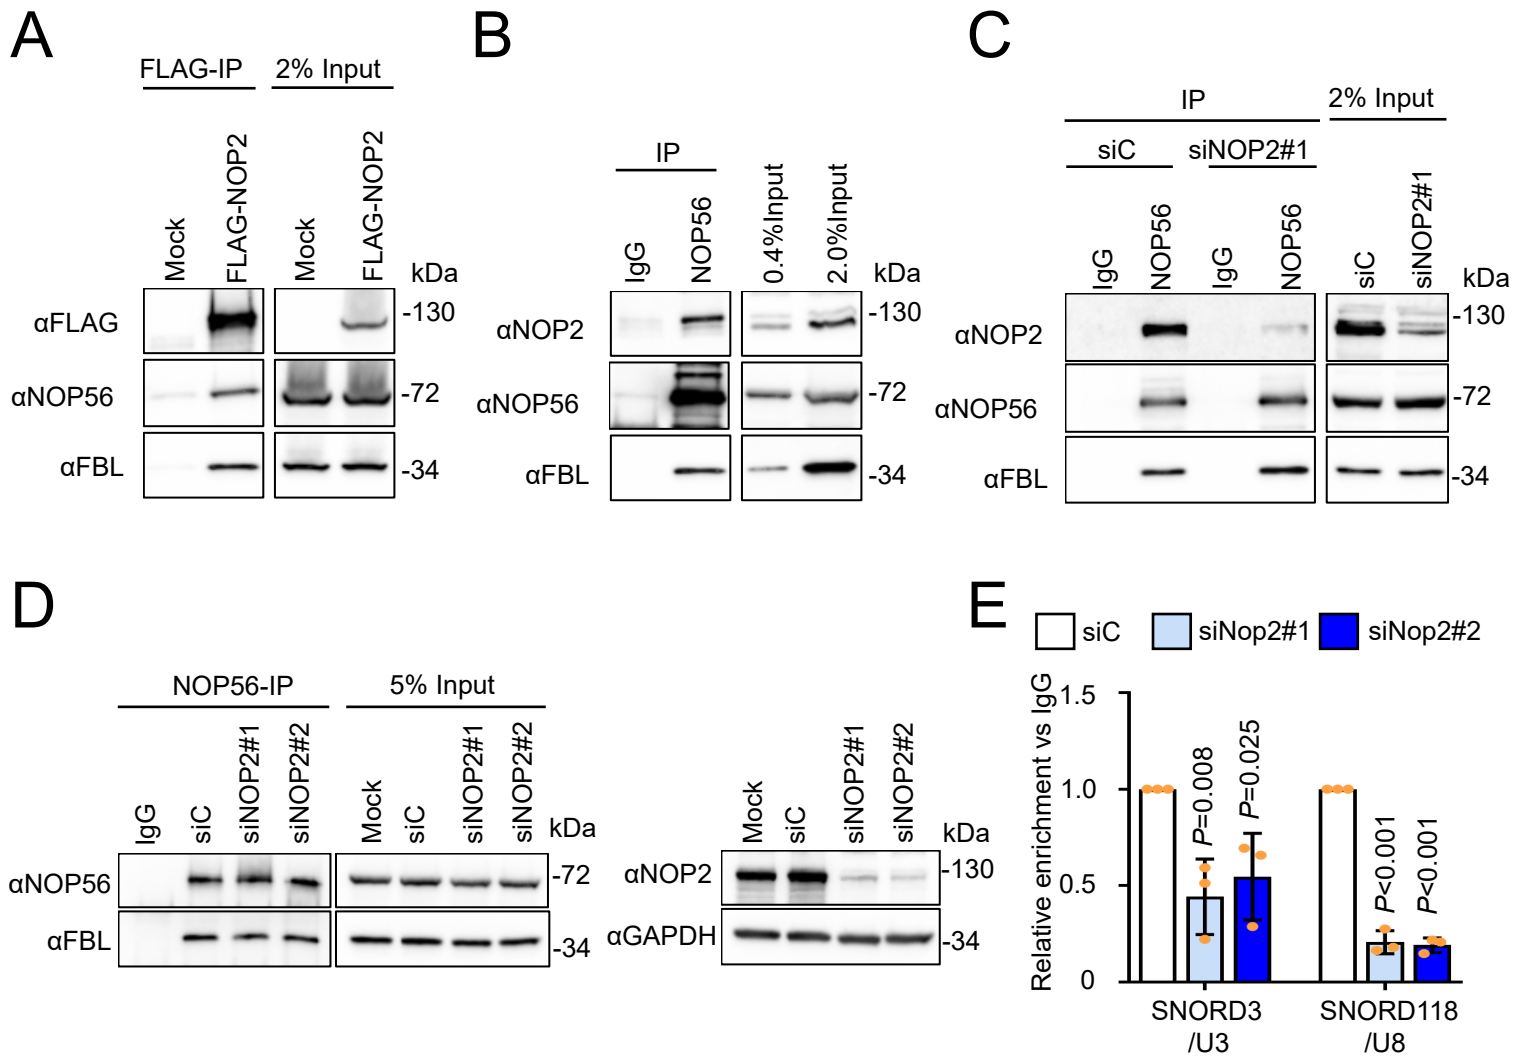 A
FLAG-IP 2% Input
Mock FLAG-NOP2 Mock FLAG-NOP2 kDa
αFLAG -130
αNOP56 -72
αFBL -34
B
IP
IgG NOP56 0.4%Input 2.0%Input kDa
αNOP2 -130
αNOP56 -72
αFBL -34
C
IP 2% Input
siC siNOP2#1
IgG NOP56 IgG NOP56 siC siNOP2#1 kDa
αNOP2 -130
αNOP56 -72
αFBL -34
D
NOP56-IP 5% Input
IgG siC siNOP2#1 siNOP2#2 Mock siC siNOP2#1 siNOP2#2 kDa
αNOP56 -72
αFBL -34
Mock siC siNOP2#1 siNOP2#2 kDa
αNOP2 -130
αGAPDH -34
E
siC siNop2#1 siNop2#2
Relative enrichment vs IgG
1.5
1.0
0.5
0
P=0.008
P=0.025
P<0.001
P<0.001
SNORD3
/U3
SNORD118
/U8